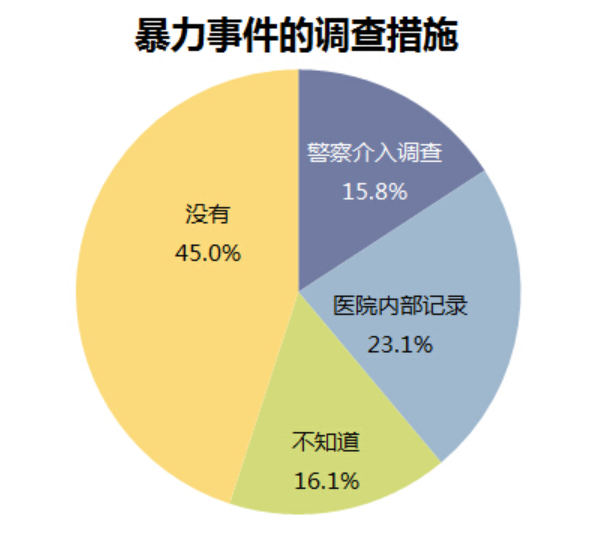 暴力事件的调查措施
警察介入调查
15.8%
没有
45.0%
医院内部记录
23.1%
不知道
16.1%